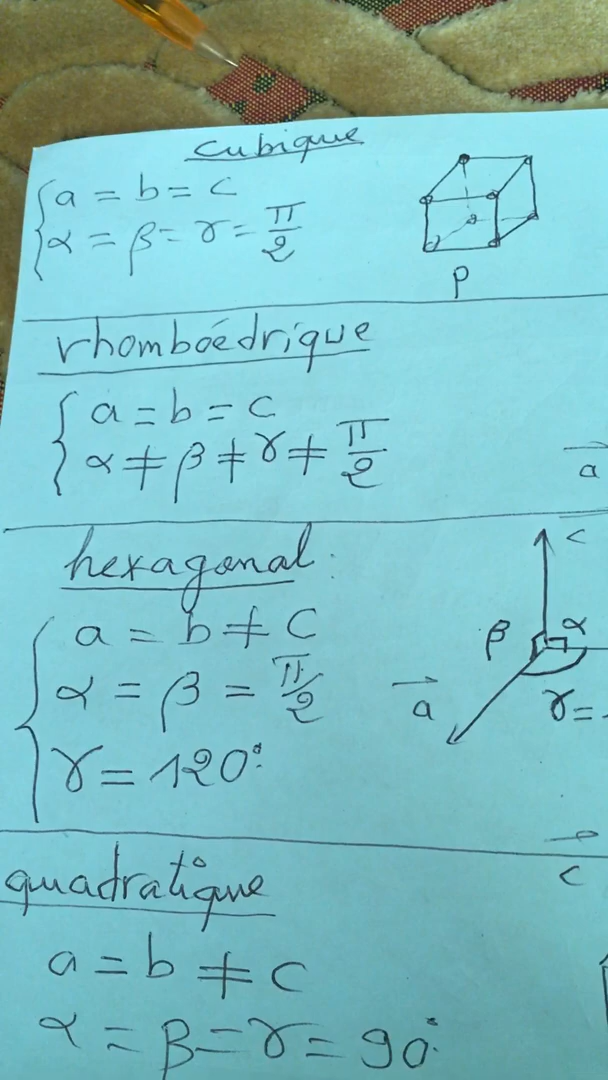 cubique
a = b = c
α = β = γ = π/2
P
rhomboédrique
a = b = c
α ≠ β ≠ γ ≠ π/2
a
hexagonal
c
a = b ≠ c
β α
α = β = π/2
a
γ =
γ = 120°
c
quadratique
a = b ≠ c
α = β = γ = 90°